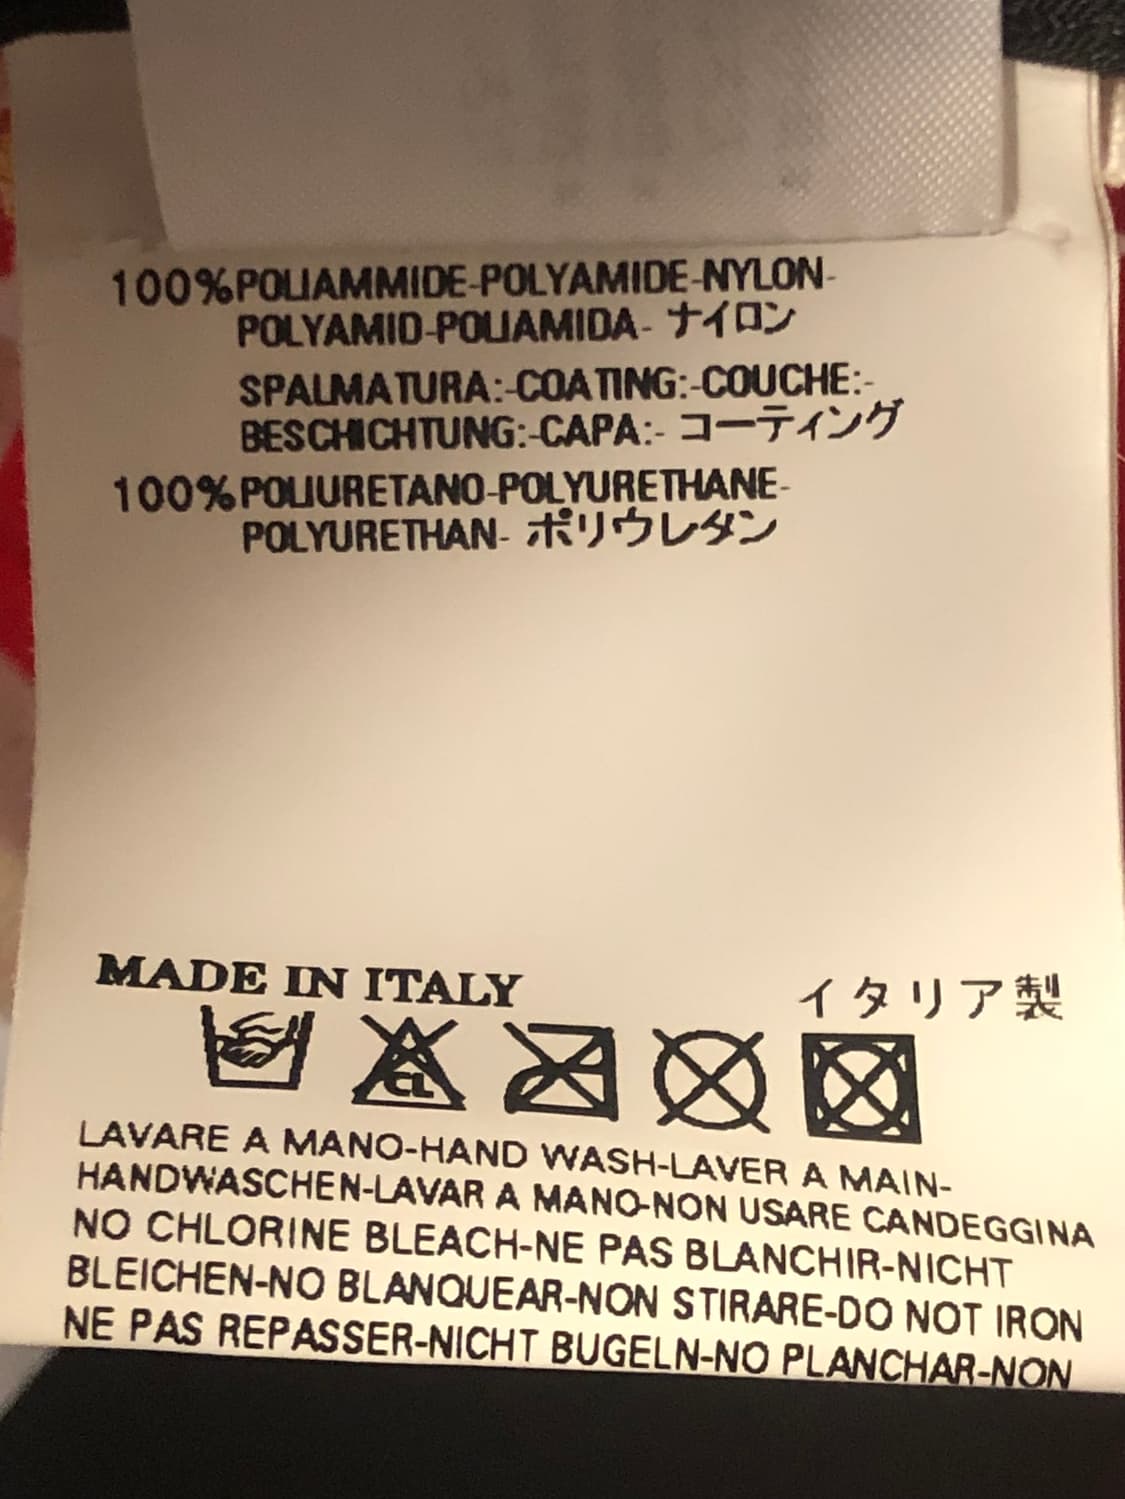 100%POLIAMMIDE-POLYAMIDE-NYLON-
POLYAMID-POLIAMIDA- ナイロン
SPALMATURA:-COATING:-COUCHE:-
BESCHICHTUNG:-CAPA:- コーティング
100%POLIURETANO-POLYURETHANE-
POLYURETHAN- ポリウレタン
MADE IN ITALY イタリア製
CL
LAVARE A MANO-HAND WASH-LAVER A MAIN-
HANDWASCHEN-LAVAR A MANO-NON USARE CANDEGGINA
NO CHLORINE BLEACH-NE PAS BLANCHIR-NICHT
BLEICHEN-NO BLANQUEAR-NON STIRARE-DO NOT IRON
NE PAS REPASSER-NICHT BUGELN-NO PLANCHAR-NON